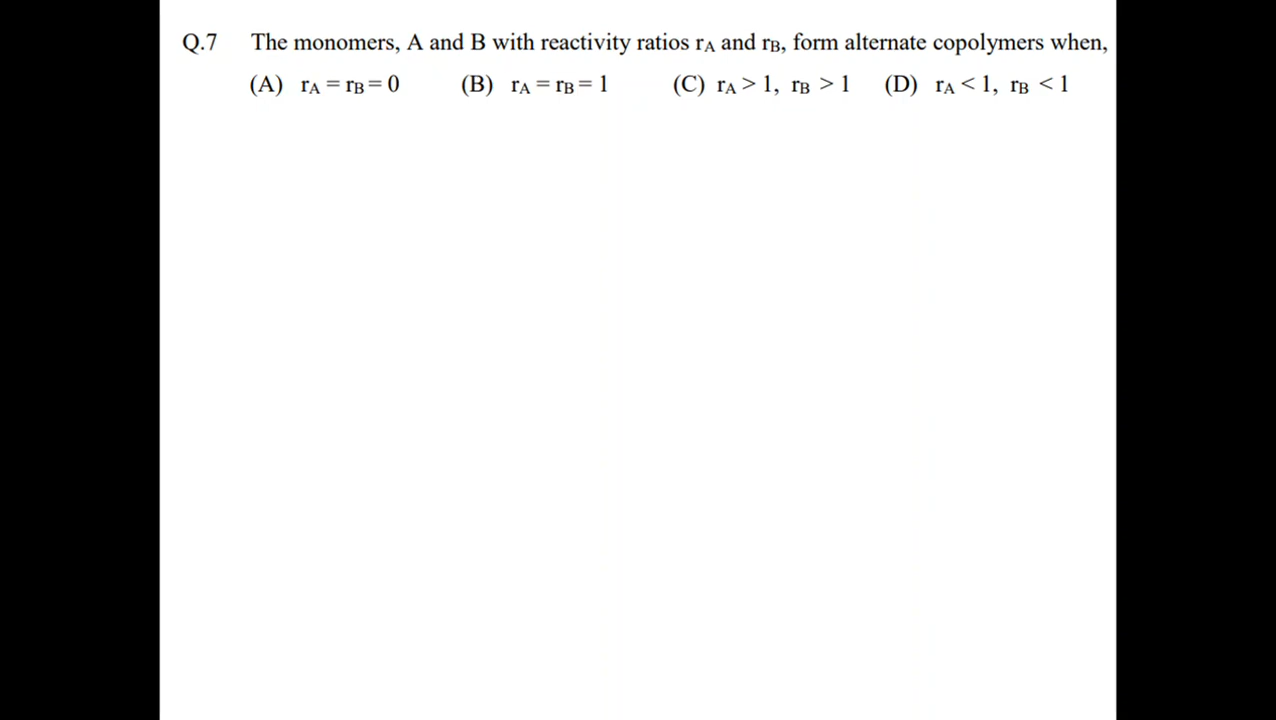 Q.7 The monomers, A and B with reactivity ratios rA and rB, form alternate copolymers when,
(A) rA = rB = 0 (B) rA = rB = 1 (C) rA > 1, rB > 1 (D) rA < 1, rB < 1